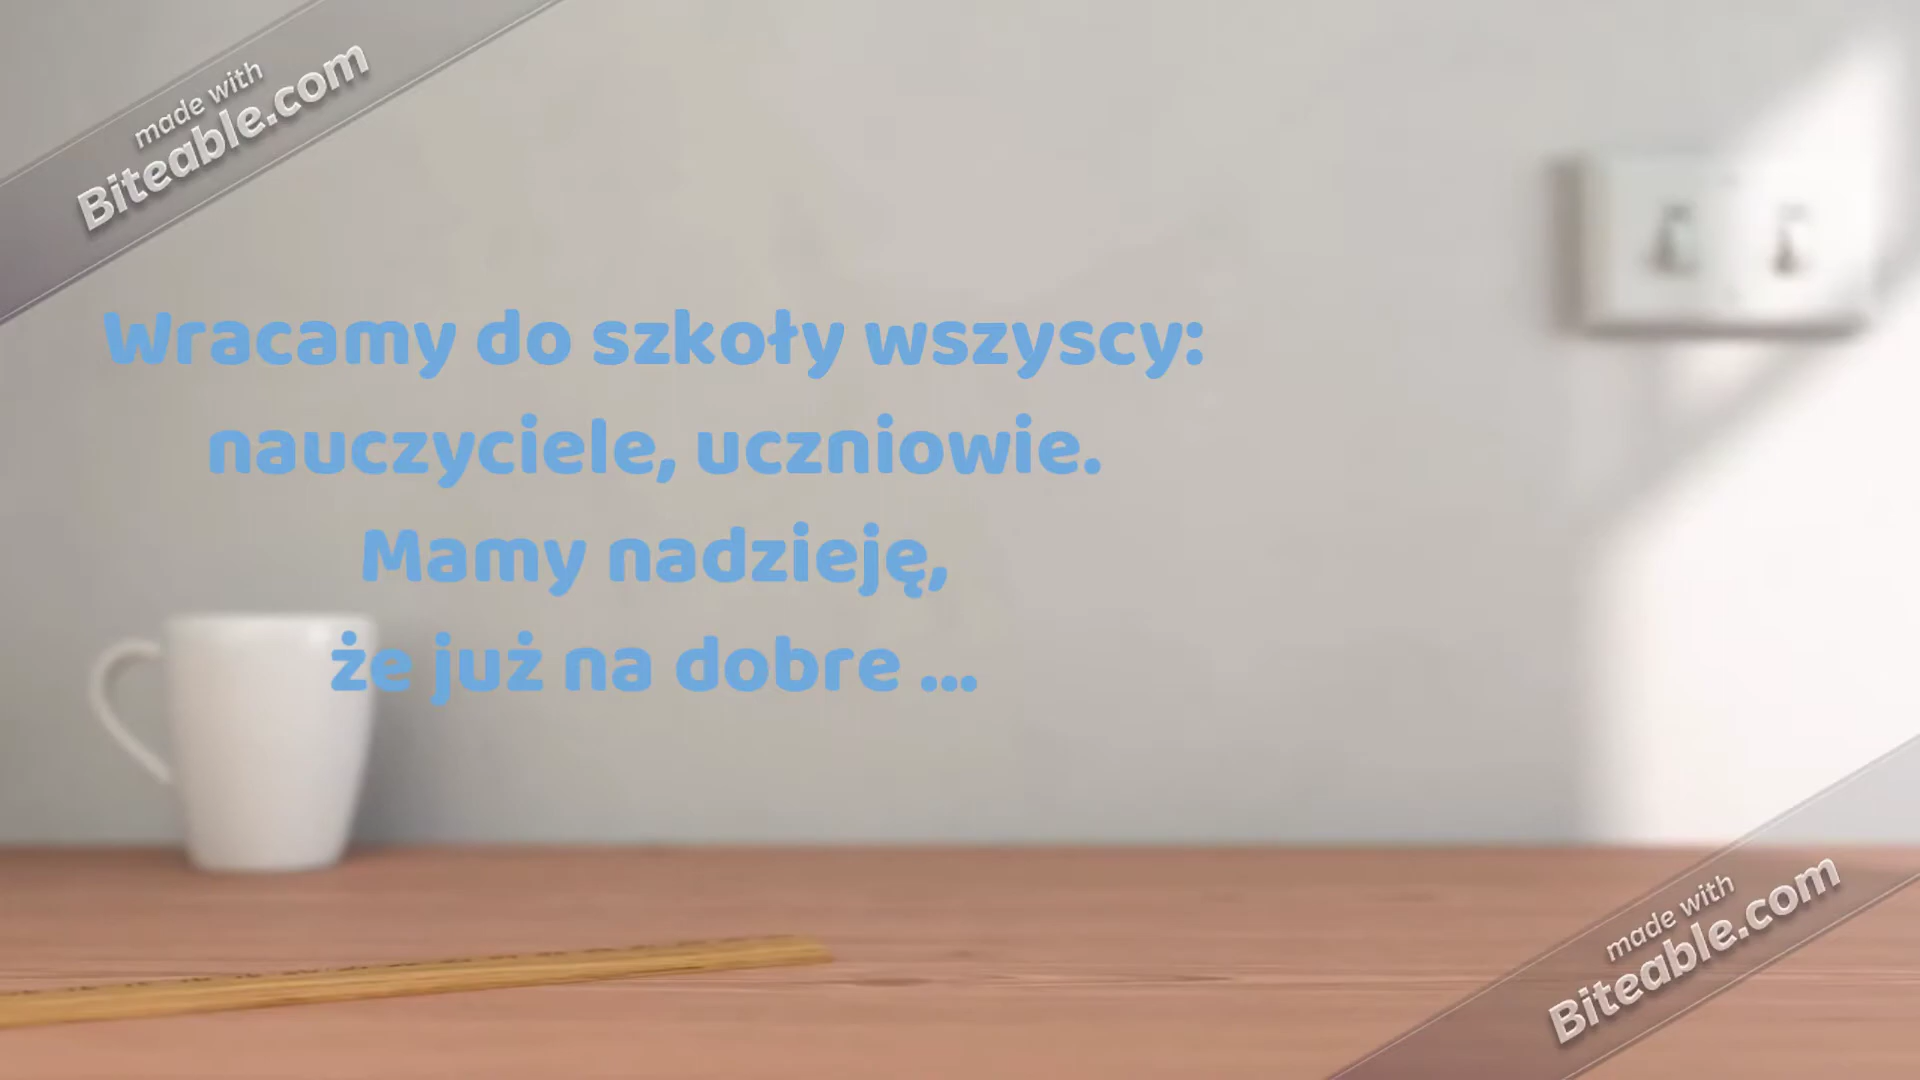 made with
Biteable.com
Wracamy do szkoły wszyscy:
nauczyciele, uczniowie.
Mamy nadzieję,
że już na dobre ...
made with
Biteable.com